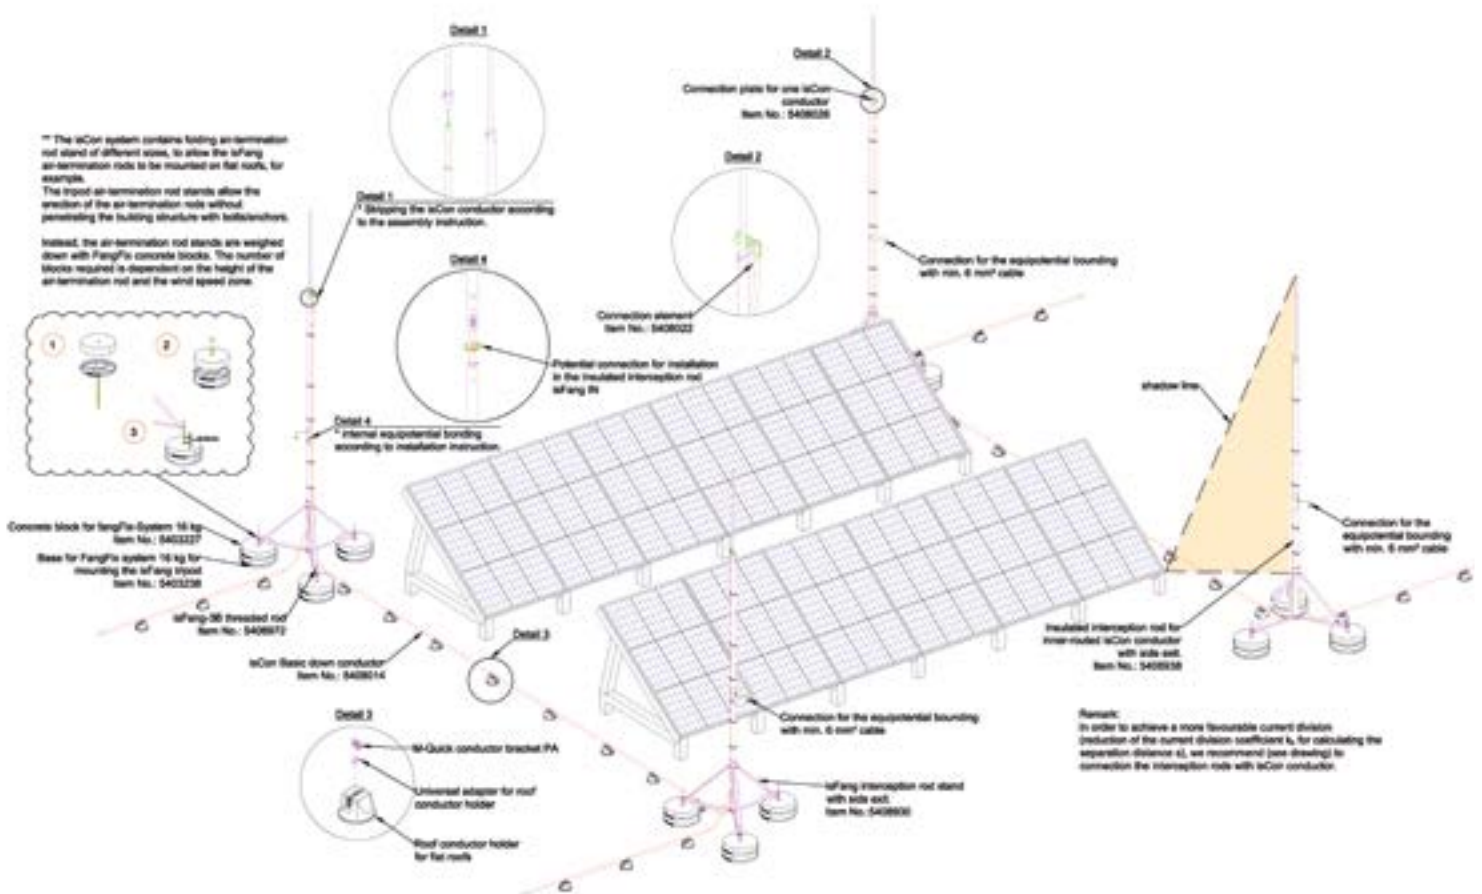 Detail 1
Detail 2
Connection plate for one isCon
conductor
Item No.: 5408026
** The isCon system contains folding air-termination
rod stand of different sizes, to allow the isFang
air-termination rods to be mounted on flat roofs, for
example.
The tripod air-termination rod stands allow the
erection of the air-termination rods without
penetrating the building structure with bolts/anchors.
Instead, the air-termination rod stands are weighed
down with FangFix concrete blocks. The number of
blocks required is dependent on the height of the
air-termination rod and the wind speed zone.
Detail 2
Detail 1
* Stripping the isCon conductor according
to the assembly instruction.
Detail 4
Connection for the equipotential bounding
with min. 6 mm² cable
Connection element
Item No.: 5408022
1
2
3
Potential connection for installation
in the insulated interception rod
isFang IN
shadow line
Detail 4
* internal equipotential bonding
according to installation instruction
Concrete block for fangFix-System 16 kg
Item No.: 5403227
Base for FangFix system 16 kg for
mounting the isFang tripod
Item No.: 5403238
Connection for the
equipotential bounding
with min. 6 mm² cable
isFang-3B threaded rod
Item No.: 5408972
Detail 3
Insulated interception rod for
inner-routed isCon conductor
with side exit.
Item No.: 5408938
isCon Basic down conductor
Item No.: 5408014
Detail 3
M-Quick conductor bracket PA
Universal adapter for roof
conductor holder
Roof conductor holder
for flat roofs
Connection for the equipotential bounding
with min. 6 mm² cable
isFang interception rod stand
with side exit.
Item No.:5408930
Remark:
In order to achieve a more favourable current division
(reduction of the current division coefficient kc for calculating the
separation distance s), we recommend (see drawing) to
connection the interception rods with isCon conductor.